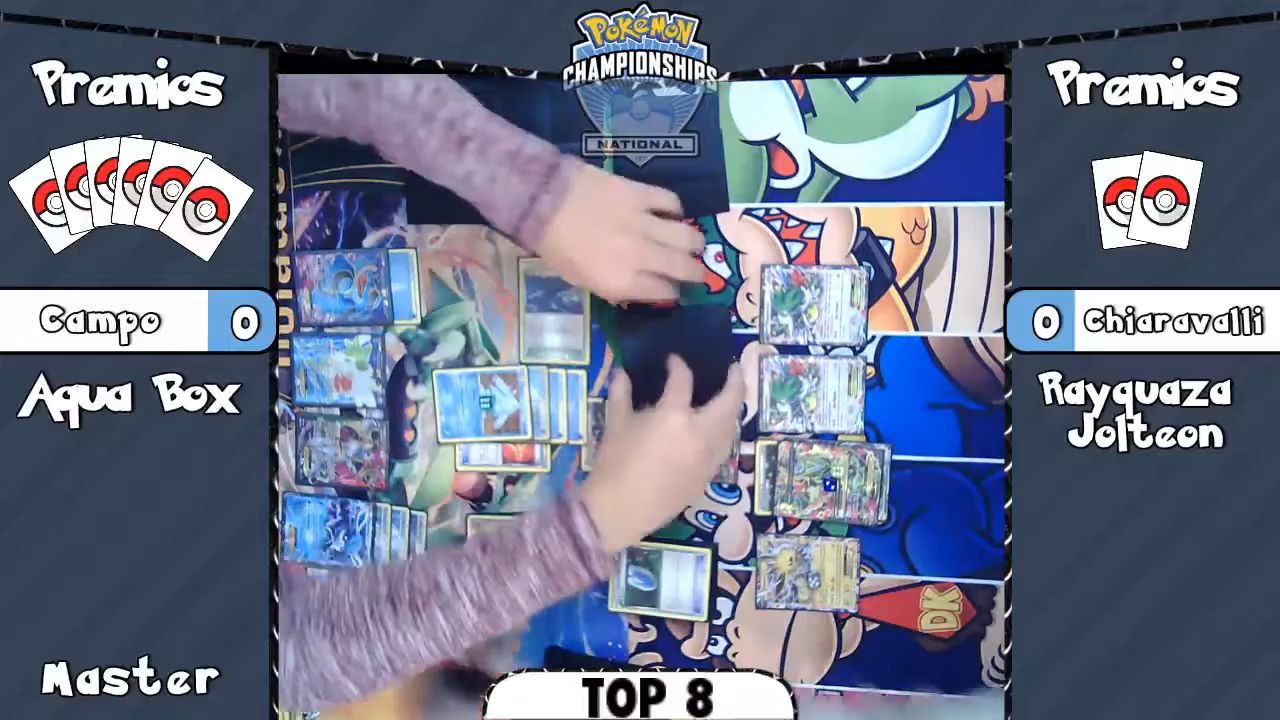 POKéMON
CHAMPIONSHIPS
NATIONAL
Premios
Premios
Campo
0
0
Chiaravalli
Aqua Box
Rayquaza
Jolteon
DK
Master
TOP 8